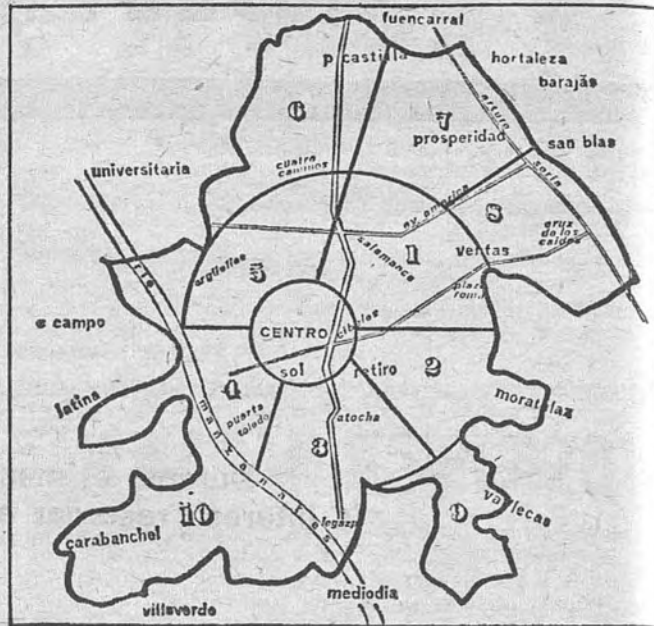 fuencarral
p castilla
hortaleza
barajas
6
7
arturo
soria
prosperidad
san blas
cuatro
caminos
universitaria
av. america
8
cruz
de los
caidos
salamanca
1
ventas
argüelles
5
rio
plaza
roma
c campo
CENTRO
cibeles
sol
retiro
2
4
latina
puerta
toledo
manzanares
atocha
moratalaz
3
9
vallecas
10
legazp
carabanchel
mediodia
villaverde